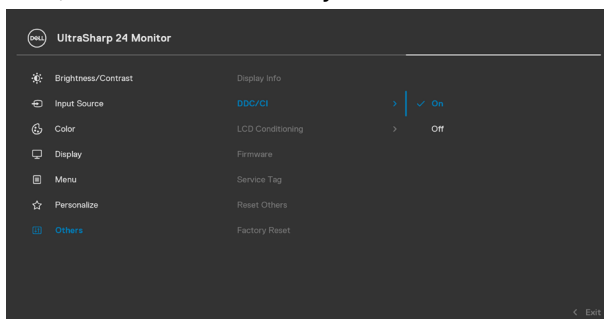 DELL UltraSharp 24 Monitor
Brightness/Contrast Display Info
Input Source DDC/CI > ✓ On
Color LCD Conditioning > Off
Display Firmware
Menu Service Tag
Personalize Reset Others
Others Factory Reset
< Exit